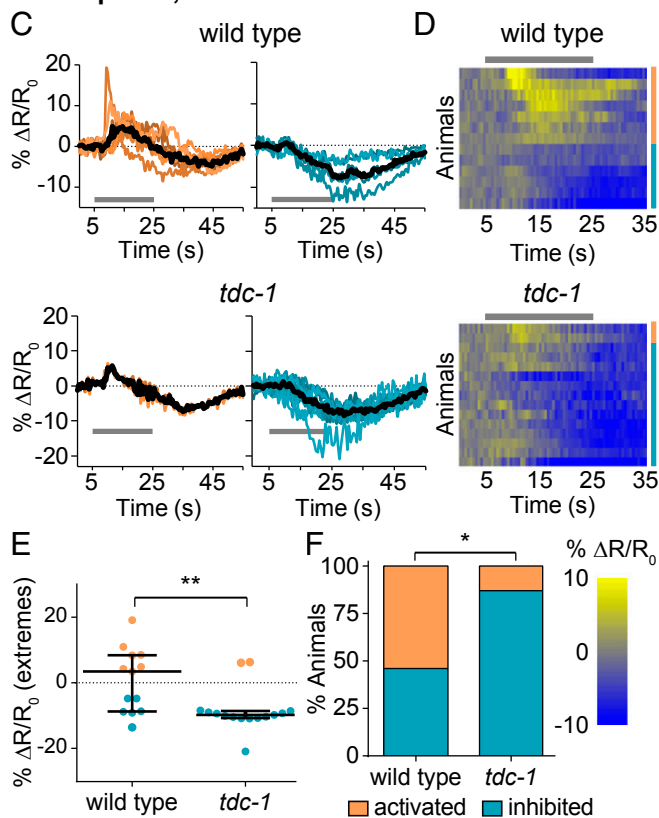 C
wild type
% ΔR/R0
20
10
0
-10
5
25
45
5
25
45
Time (s)
Time (s)
D
wild type
Animals
5
15
25
35
Time (s)
tdc-1
% ΔR/R0
20
10
0
-10
-20
5
25
45
5
25
45
Time (s)
Time (s)
tdc-1
Animals
5
15
25
35
Time (s)
E
% ΔR/R0 (extremes)
20
0
-20
**
wild type
tdc-1
F
% Animals
100
75
50
25
0
*
wild type
tdc-1
activated
inhibited
% ΔR/R0
10
0
-10